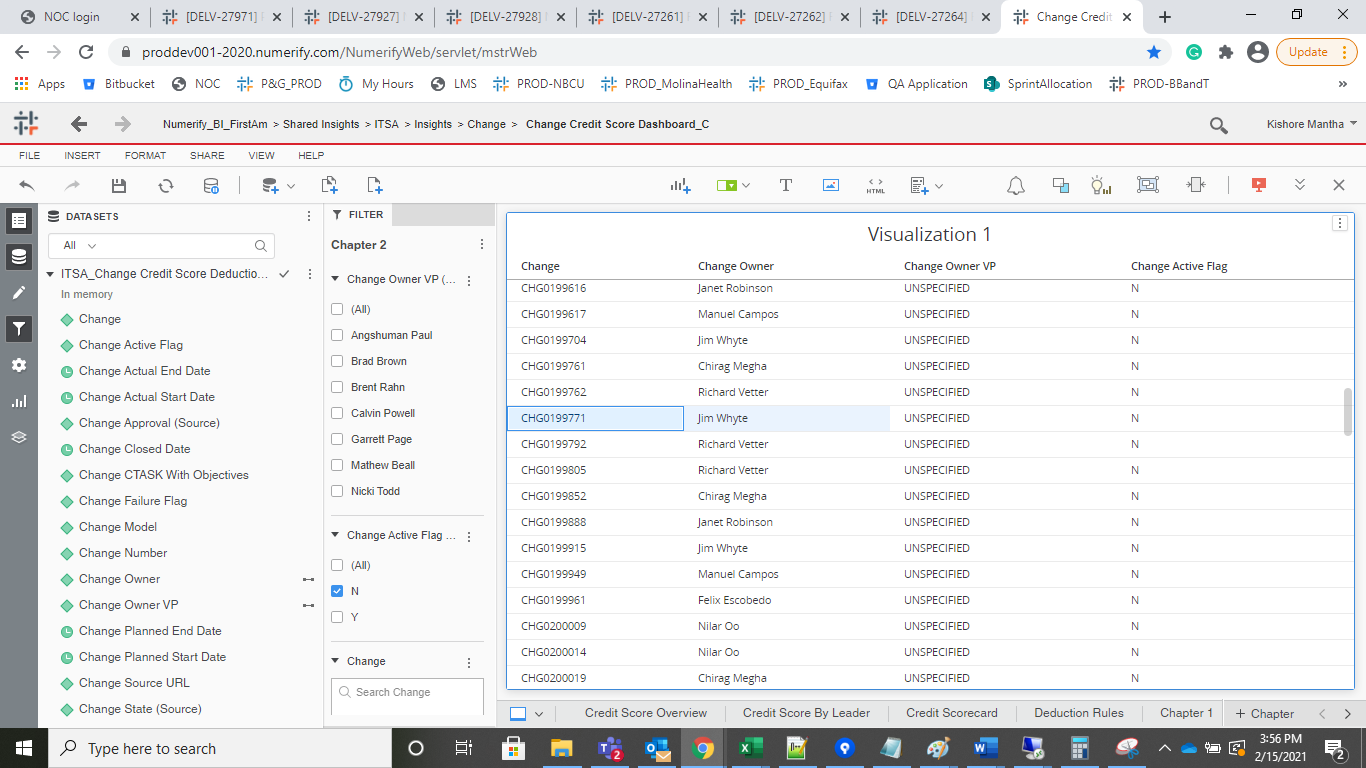 NOC login
[DELV-27971]
[DELV-27927]
[DELV-27928]
[DELV-27261]
[DELV-27262]
[DELV-27264]
Change Credit
proddev001-2020.numerify.com/NumerifyWeb/servlet/mstrWeb
Update
Apps
Bitbucket
NOC
P&G_PROD
My Hours
LMS
PROD-NBCU
PROD_MolinaHealth
PROD_Equifax
QA Application
SprintAllocation
PROD-BBandT
»
Numerify_BI_FirstAm > Shared Insights > ITSA > Insights > Change > Change Credit Score Dashboard_C
Kishore Mantha
FILE INSERT FORMAT SHARE VIEW HELP
T
HTML
DATASETS
All
ITSA_Change Credit Score Deductio...
In memory
Change
Change Active Flag
Change Actual End Date
Change Actual Start Date
Change Approval (Source)
Change Closed Date
Change CTASK With Objectives
Change Failure Flag
Change Model
Change Number
Change Owner
Change Owner VP
Change Planned End Date
Change Planned Start Date
Change Source URL
Change State (Source)
FILTER
Chapter 2
Change Owner VP (...
(All)
Angshuman Paul
Brad Brown
Brent Rahn
Calvin Powell
Garrett Page
Mathew Beall
Nicki Todd
Change Active Flag ...
(All)
N
Y
Change
Search Change
Visualization 1
Change Change Owner Change Owner VP Change Active Flag
CHG0199616 Janet Robinson UNSPECIFIED N
CHG0199617 Manuel Campos UNSPECIFIED N
CHG0199704 Jim Whyte UNSPECIFIED N
CHG0199761 Chirag Megha UNSPECIFIED N
CHG0199762 Richard Vetter UNSPECIFIED N
CHG0199771 Jim Whyte UNSPECIFIED N
CHG0199792 Richard Vetter UNSPECIFIED N
CHG0199805 Richard Vetter UNSPECIFIED N
CHG0199852 Chirag Megha UNSPECIFIED N
CHG0199888 Janet Robinson UNSPECIFIED N
CHG0199915 Jim Whyte UNSPECIFIED N
CHG0199949 Manuel Campos UNSPECIFIED N
CHG0199961 Felix Escobedo UNSPECIFIED N
CHG0200009 Nilar Oo UNSPECIFIED N
CHG0200014 Nilar Oo UNSPECIFIED N
CHG0200019 Chirag Megha UNSPECIFIED N
Credit Score Overview
Credit Score By Leader
Credit Scorecard
Deduction Rules
Chapter 1
+ Chapter
Type here to search
2
3:56 PM
2/15/2021
2